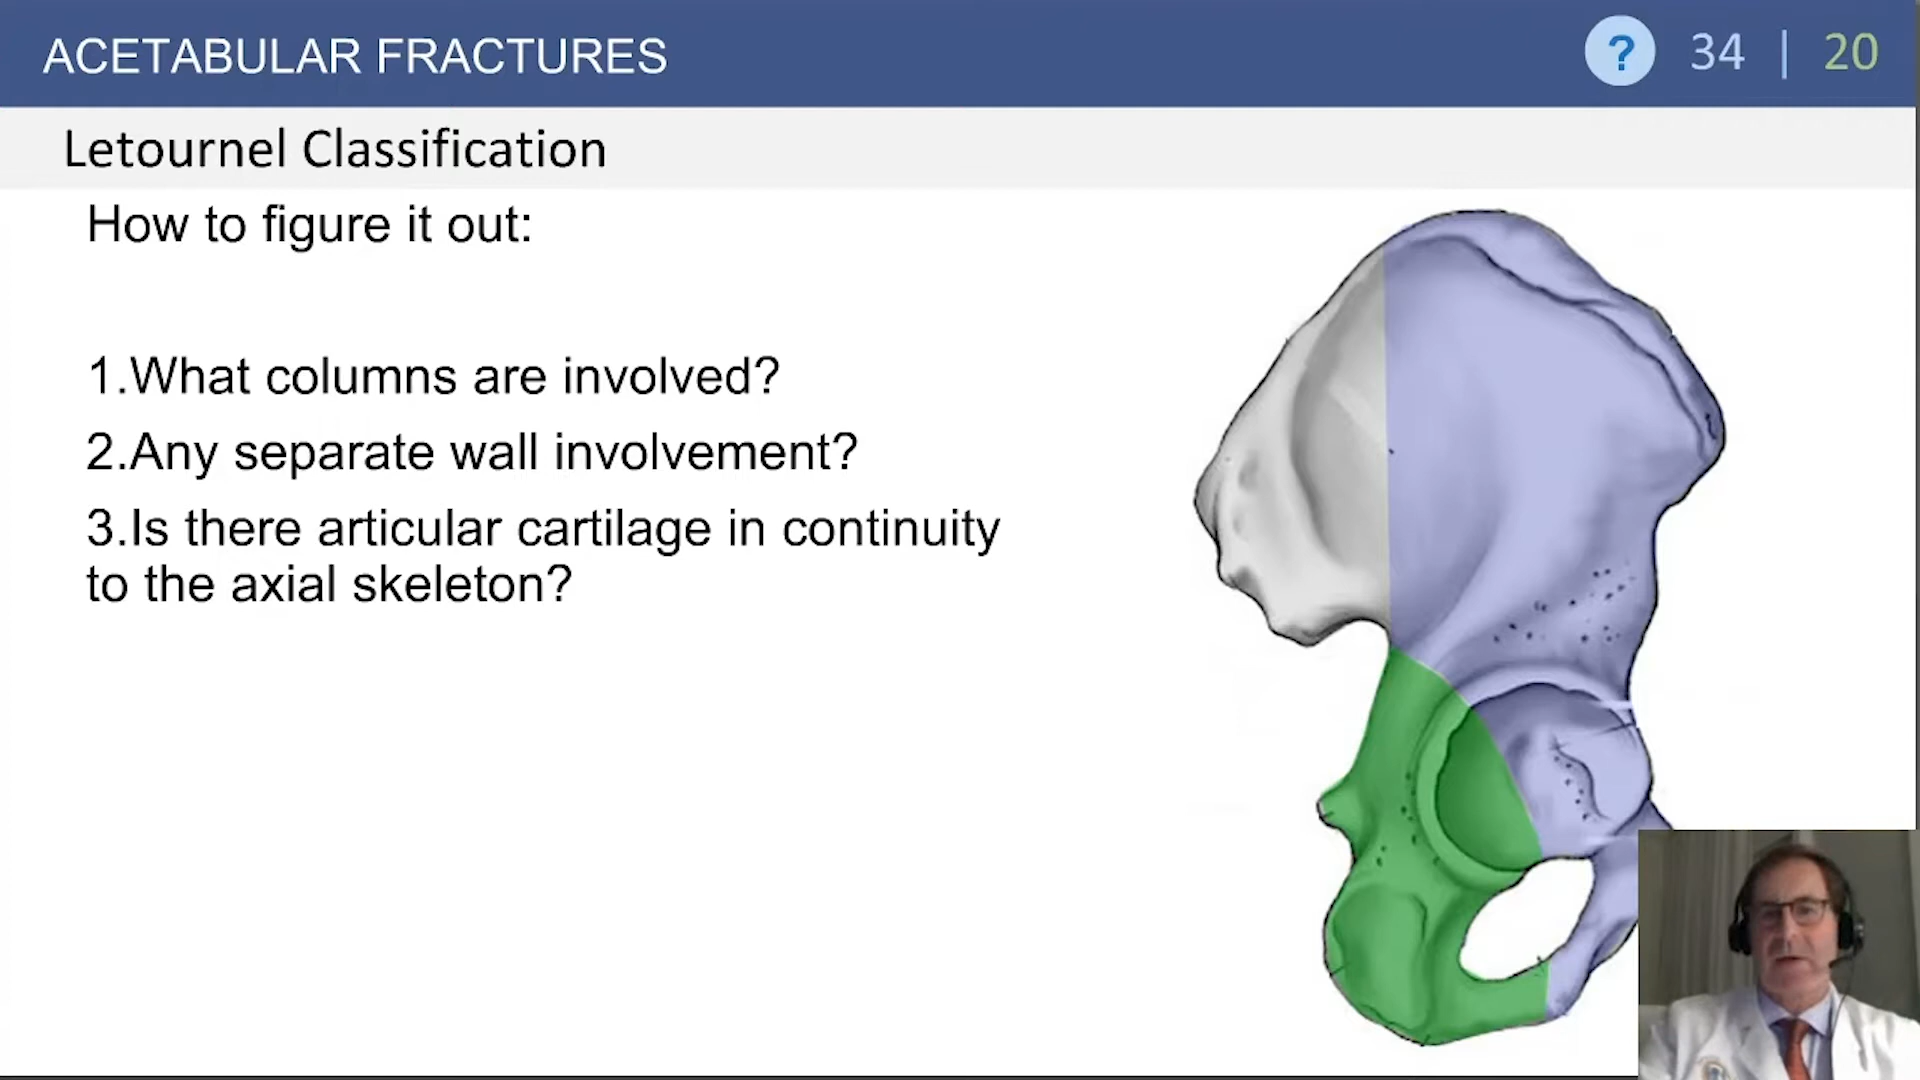 ACETABULAR FRACTURES
? 34 | 20
Letournel Classification
How to figure it out:
1.What columns are involved?
2.Any separate wall involvement?
3.Is there articular cartilage in continuity
to the axial skeleton?